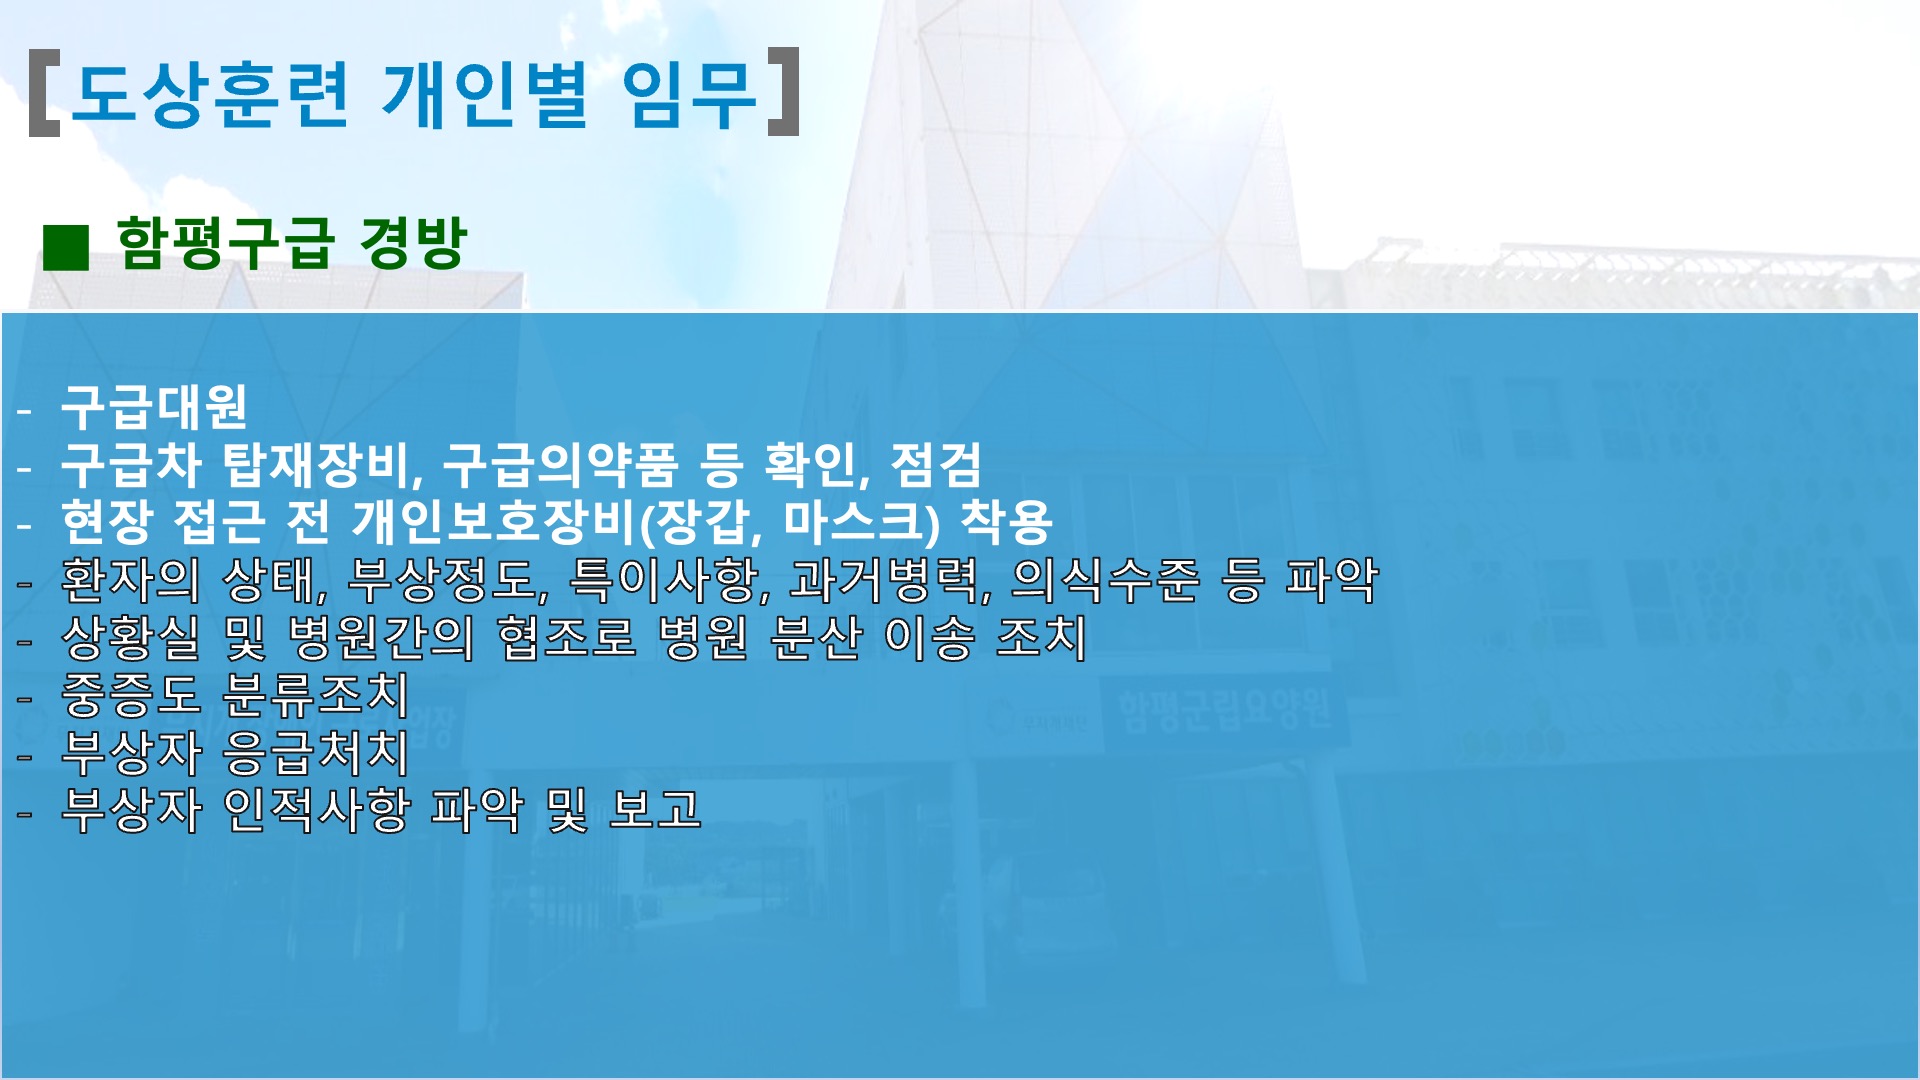 [도상훈련 개인별 임무]
■ 함평구급 경방
- 구급대원
- 구급차 탑재장비, 구급의약품 등 확인, 점검
- 현장 접근 전 개인보호장비(장갑, 마스크) 착용
- 환자의 상태, 부상정도, 특이사항, 과거병력, 의식수준 등 파악
- 상황실 및 병원간의 협조로 병원 분산 이송 조치
- 중증도 분류조치
- 부상자 응급처치
- 부상자 인적사항 파악 및 보고
함평군립요양원